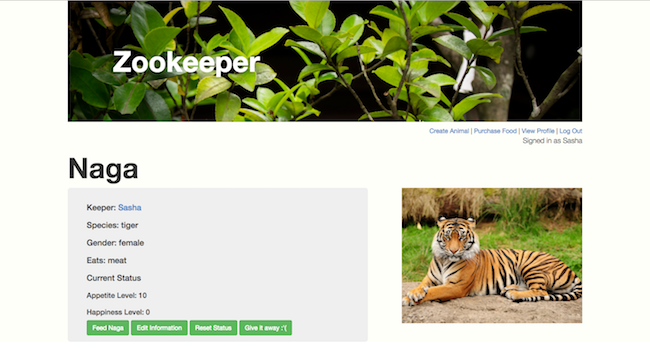 Zookeeper
Create Animal | Purchase Food | View Profile | Log Out
Signed in as Sasha
Naga
Keeper: Sasha
Species: tiger
Gender: female
Eats: meat
Current Status
Appetite Level: 10
Happiness Level: 0
Feed Naga Edit Information Reset Status Give it away :'(